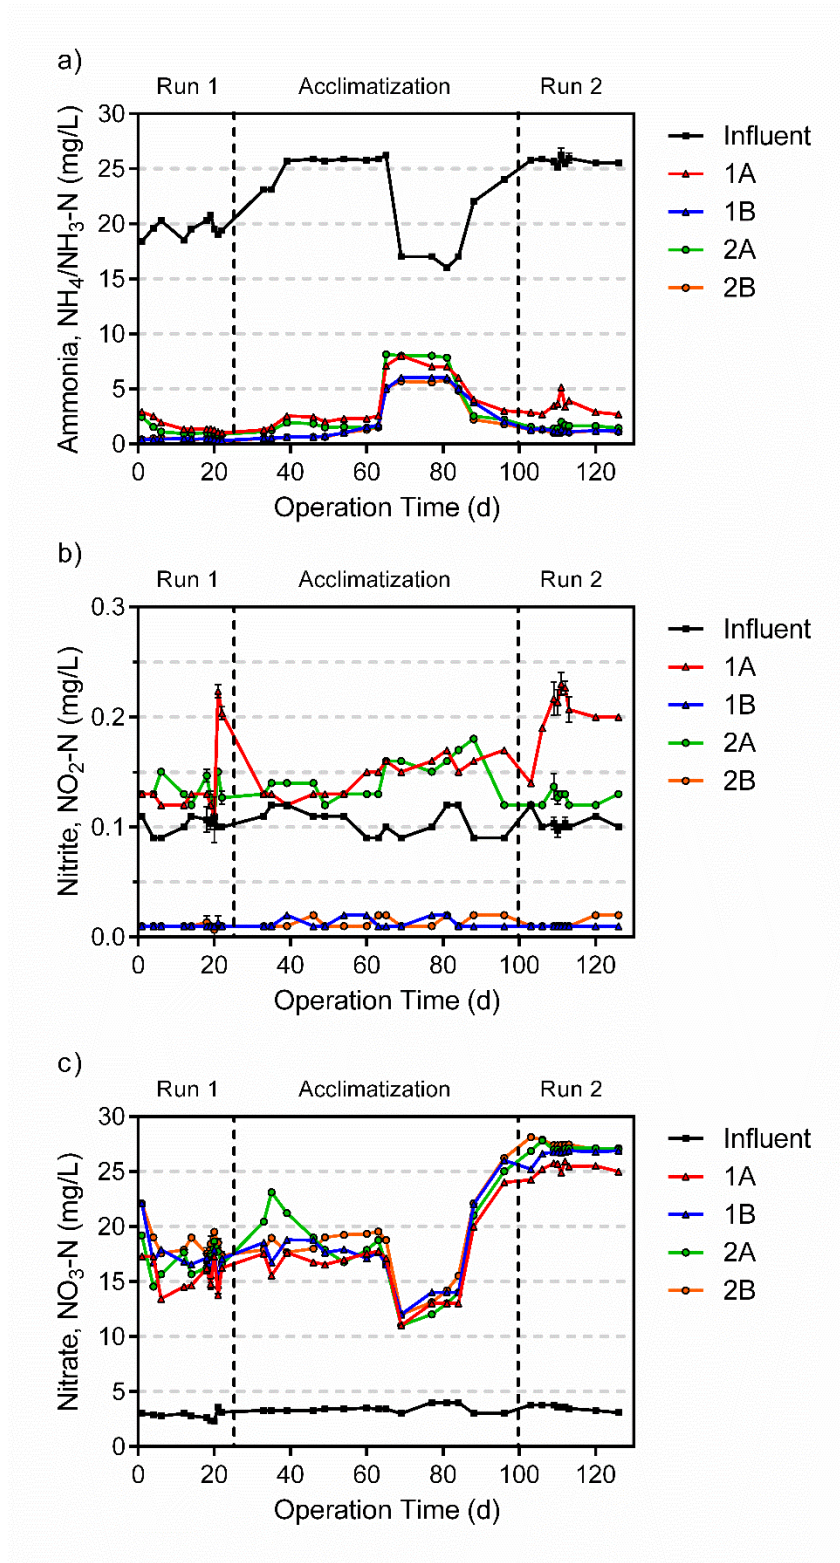 a)
Run 1 Acclimatization Run 2
Ammonia, NH4/NH3-N (mg/L)
30
25
20
15
10
5
0
0 20 40 60 80 100 120
Operation Time (d)
Influent
1A
1B
2A
2B
b)
Run 1 Acclimatization Run 2
Nitrite, NO2-N (mg/L)
0.3
0.2
0.1
0.0
0 20 40 60 80 100 120
Operation Time (d)
Influent
1A
1B
2A
2B
c)
Run 1 Acclimatization Run 2
Nitrate, NO3-N (mg/L)
30
25
20
15
10
5
0
0 20 40 60 80 100 120
Operation Time (d)
Influent
1A
1B
2A
2B